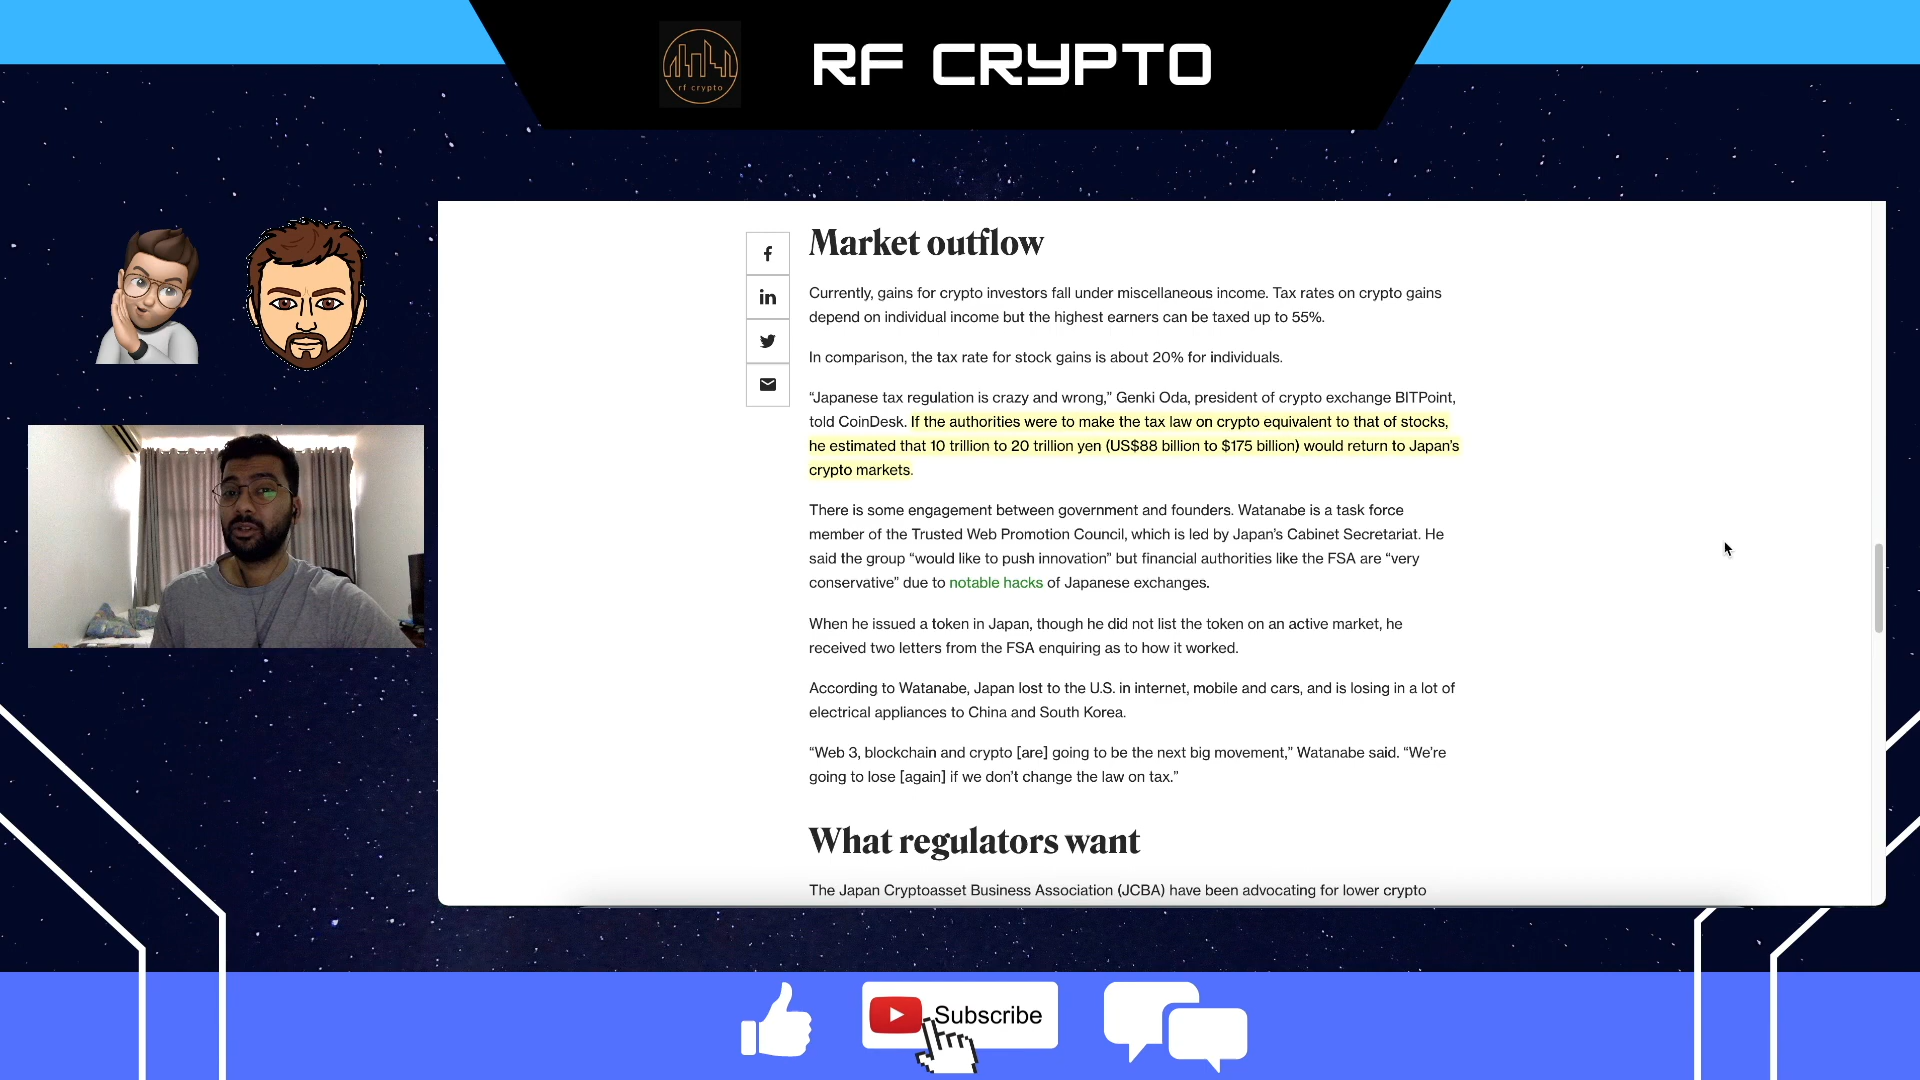 rf crypto
RF CRYPTO
Market outflow
Currently, gains for crypto investors fall under miscellaneous income. Tax rates on crypto gains
depend on individual income but the highest earners can be taxed up to 55%.
In comparison, the tax rate for stock gains is about 20% for individuals.
“Japanese tax regulation is crazy and wrong,” Genki Oda, president of crypto exchange BITPoint,
told CoinDesk. If the authorities were to make the tax law on crypto equivalent to that of stocks,
he estimated that 10 trillion to 20 trillion yen (US$88 billion to $175 billion) would return to Japan’s
crypto markets.
There is some engagement between government and founders. Watanabe is a task force
member of the Trusted Web Promotion Council, which is led by Japan’s Cabinet Secretariat. He
said the group “would like to push innovation” but financial authorities like the FSA are “very
conservative” due to notable hacks of Japanese exchanges.
When he issued a token in Japan, though he did not list the token on an active market, he
received two letters from the FSA enquiring as to how it worked.
According to Watanabe, Japan lost to the U.S. in internet, mobile and cars, and is losing in a lot of
electrical appliances to China and South Korea.
“Web 3, blockchain and crypto [are] going to be the next big movement,” Watanabe said. “We’re
going to lose [again] if we don’t change the law on tax.”
What regulators want
The Japan Cryptoasset Business Association (JCBA) have been advocating for lower crypto
Subscribe